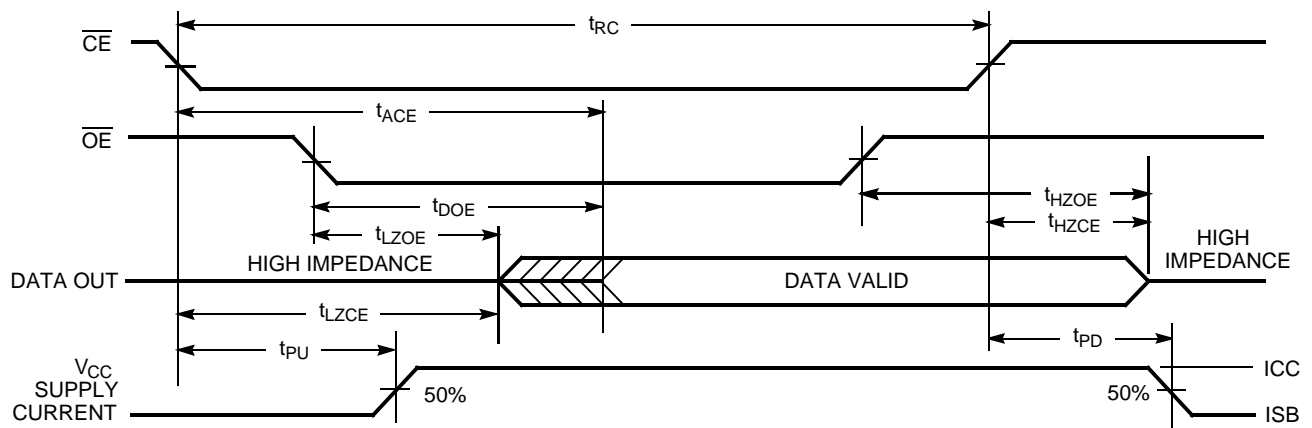 tRC
CE
tACE
OE
tDOE
tHZOE
tLZOE
tHZCE
HIGH IMPEDANCE
HIGH
IMPEDANCE
DATA OUT
DATA VALID
tLZCE
tPU
tPD
VCC
SUPPLY
CURRENT
50%
50%
ICC
ISB